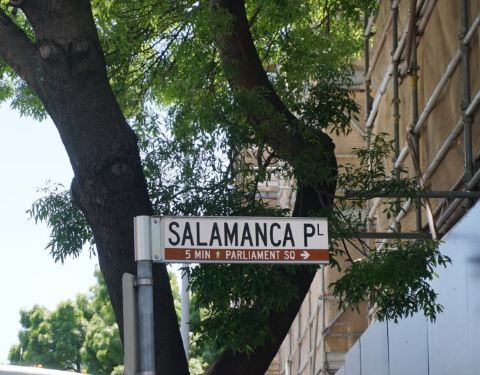 SALAMANCA PL
5 MIN PARLIAMENT SQ →